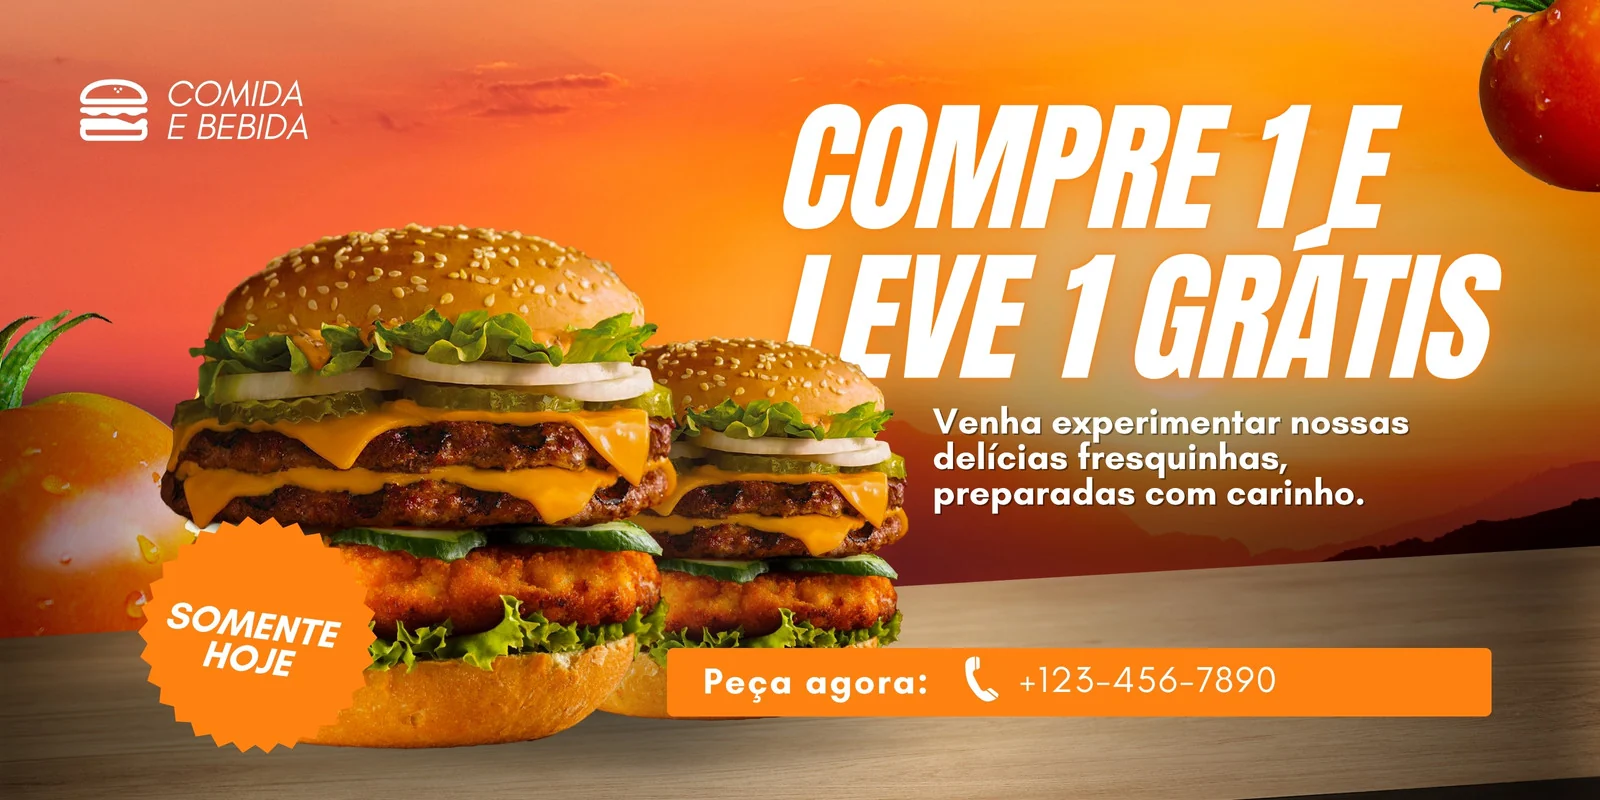 COMIDA
E BEBIDA
COMPRE 1 E
LEVE 1 GRÁTIS
Venha experimentar nossas
delícias fresquinhas,
preparadas com carinho.
SOMENTE
HOJE
Peça agora: +123-456-7890